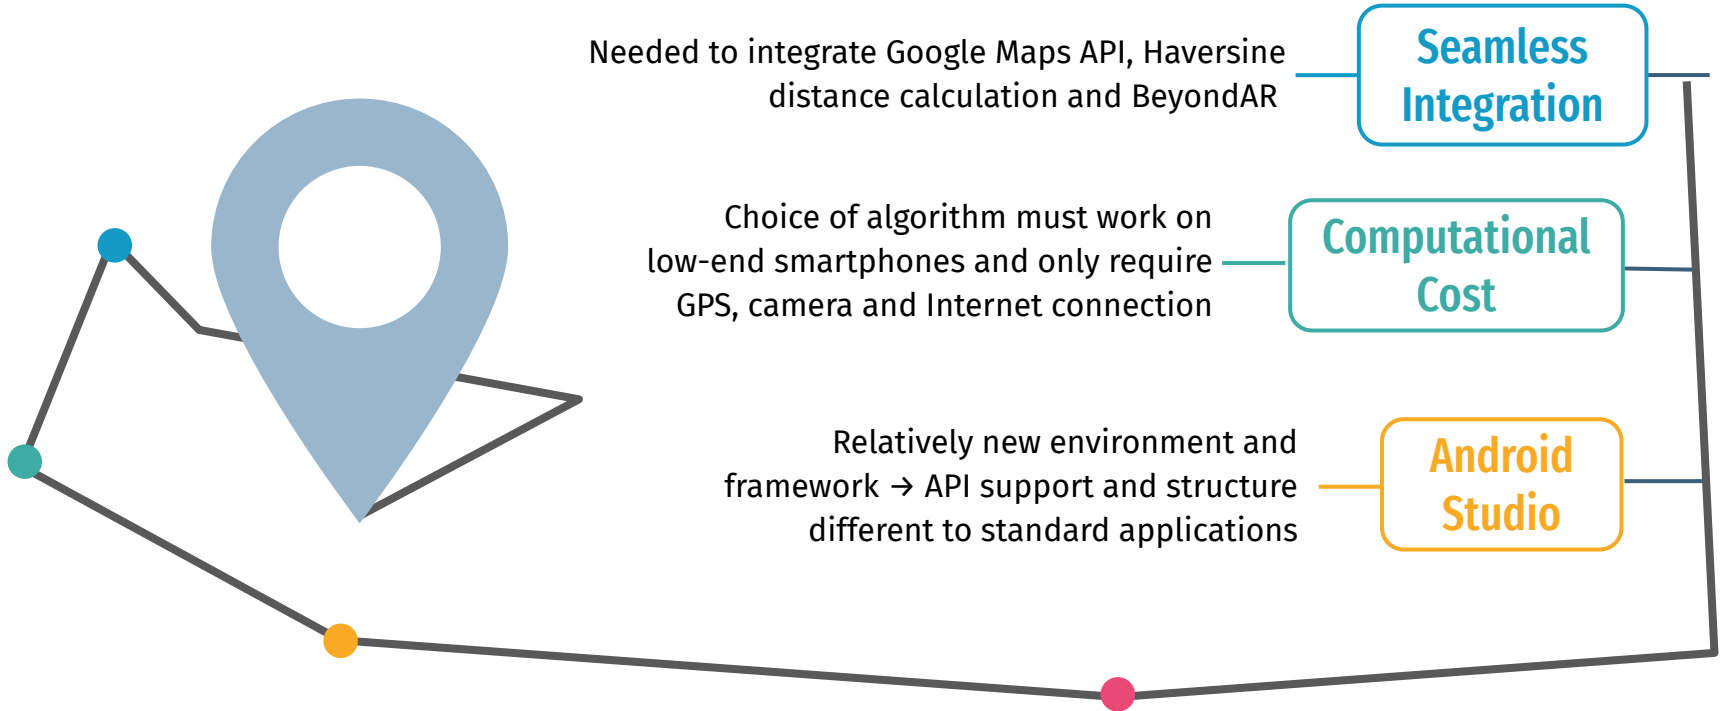 Needed to integrate Google Maps API, Haversine
distance calculation and BeyondAR
Seamless
Integration
Choice of algorithm must work on
low-end smartphones and only require
GPS, camera and Internet connection
Computational
Cost
Relatively new environment and
framework → API support and structure
different to standard applications
Android
Studio